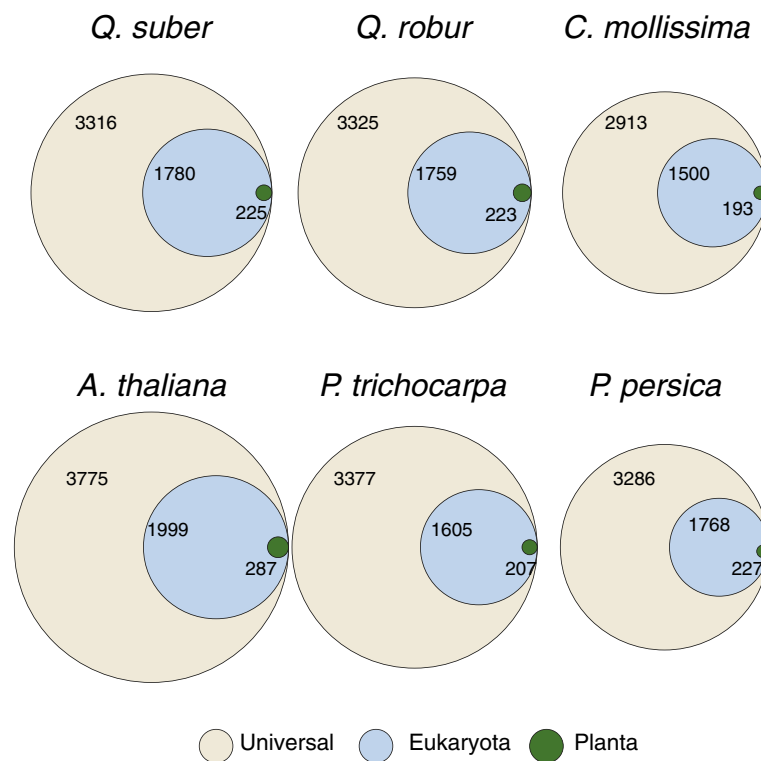 Q. suber Q. robur C. mollissima
3316 3325 2913
1780 1759 1500
225 223 193
A. thaliana P. trichocarpa P. persica
3775 3377 3286
1999 1605 1768
287 207 227
Universal Eukaryota Planta